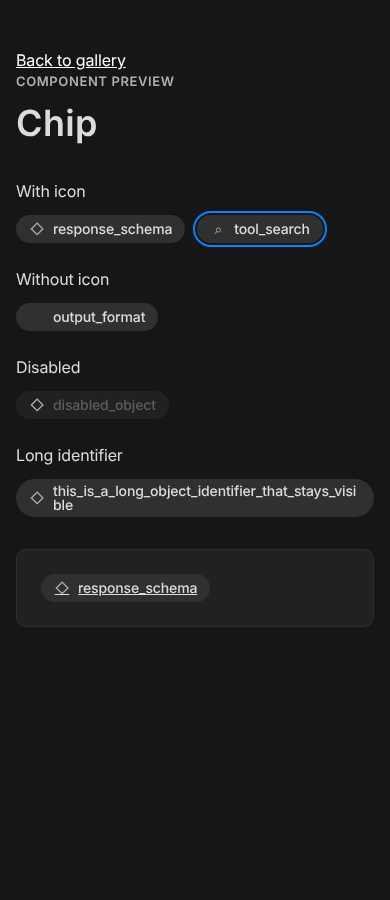 Back to gallery
COMPONENT PREVIEW
Chip
With icon
response_schema
tool_search
Without icon
output_format
Disabled
disabled_object
Long identifier
this_is_a_long_object_identifier_that_stays_visi
ble
response_schema